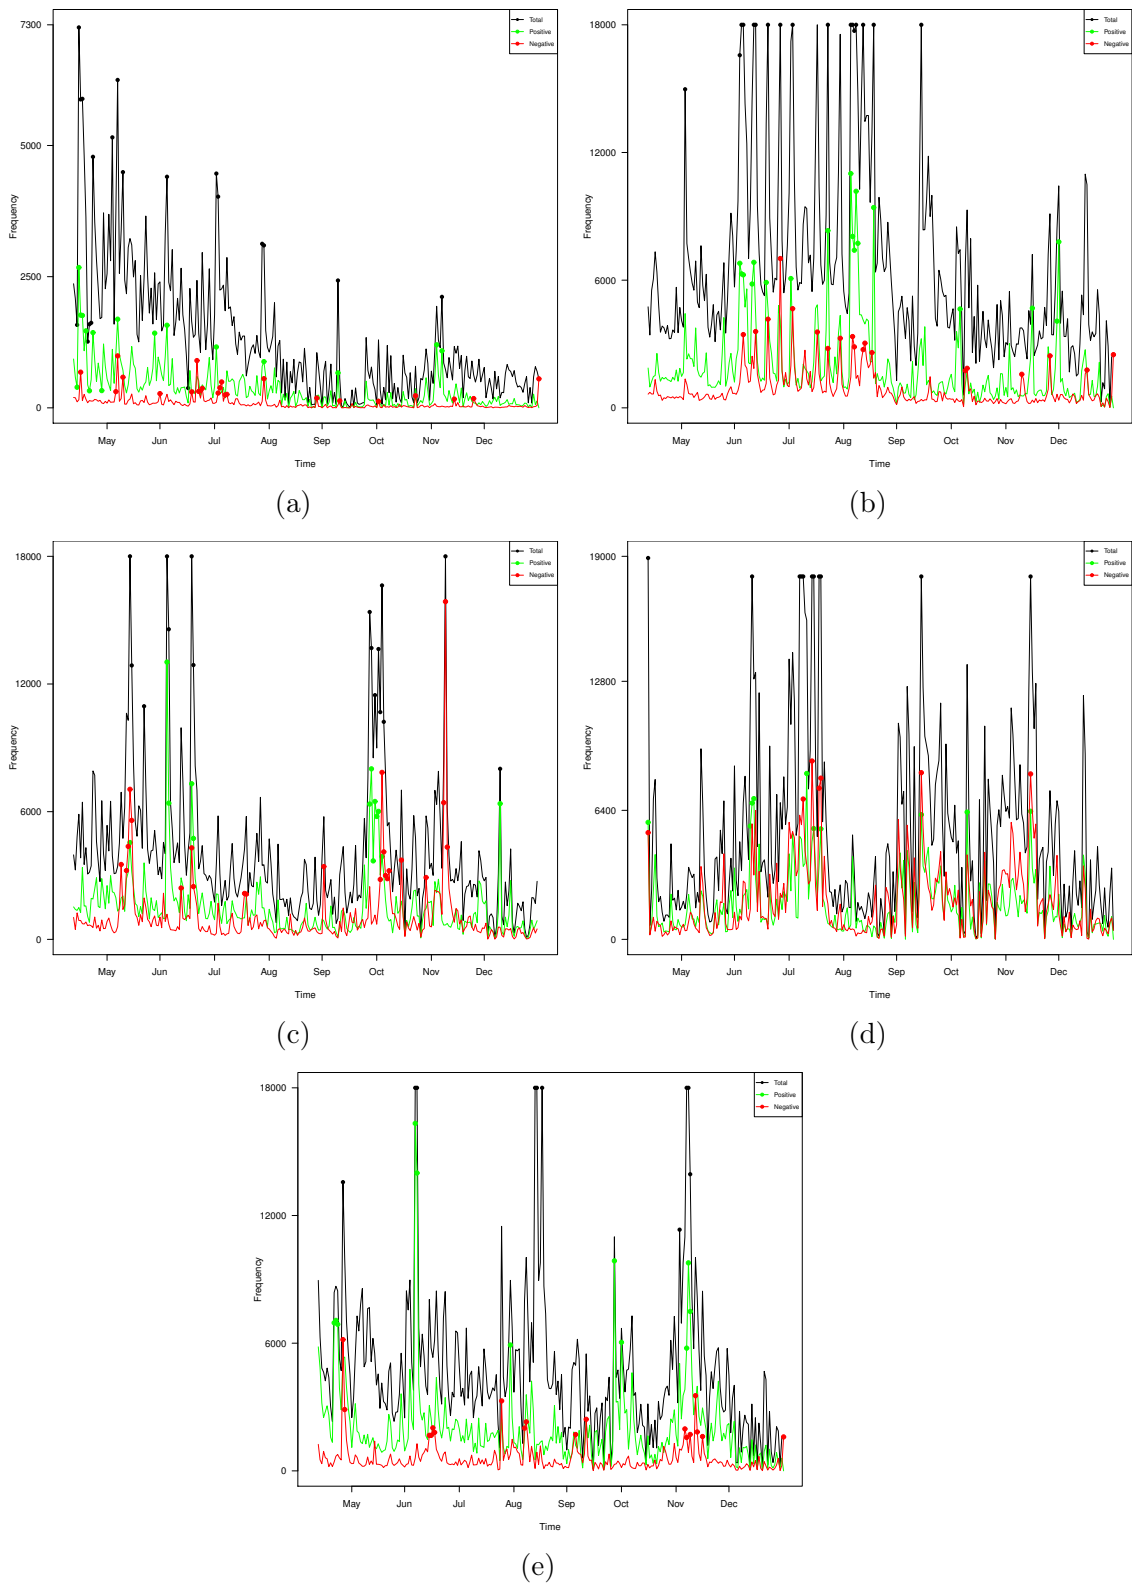 7300
5000
2500
0
Frequency
Total
Positive
Negative
May Jun Jul Aug Sep Oct Nov Dec
Time
(a)
18000
12000
6000
0
Frequency
Total
Positive
Negative
May Jun Jul Aug Sep Oct Nov Dec
Time
(b)
18000
12000
6000
0
Frequency
Total
Positive
Negative
May Jun Jul Aug Sep Oct Nov Dec
Time
(c)
19000
12800
6400
0
Frequency
Total
Positive
Negative
May Jun Jul Aug Sep Oct Nov Dec
Time
(d)
18000
12000
6000
0
Frequency
Total
Positive
Negative
May Jun Jul Aug Sep Oct Nov Dec
Time
(e)